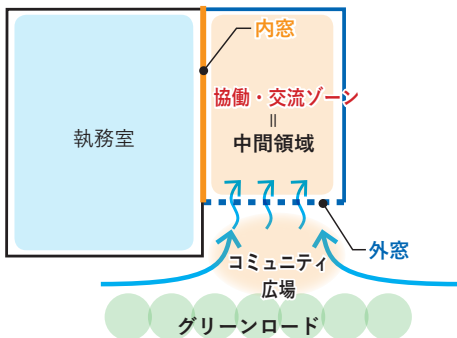 内窓
協働・交流ゾーン
＝
中間領域
執務室
外窓
コミュニティ
広場
グリーンロード